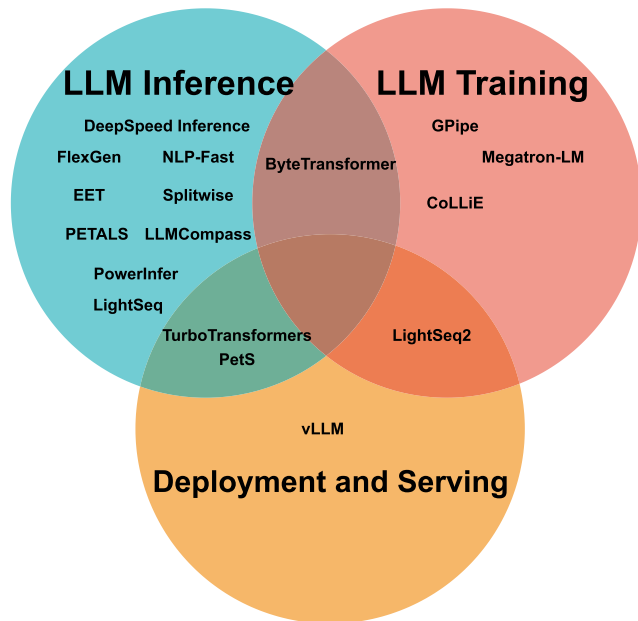 LLM Inference
LLM Training
DeepSpeed Inference
GPipe
FlexGen
NLP-Fast
ByteTransformer
Megatron-LM
EET
Splitwise
CoLLiE
PETALS
LLMCompass
PowerInfer
LightSeq
TurboTransformers
PetS
LightSeq2
vLLM
Deployment and Serving